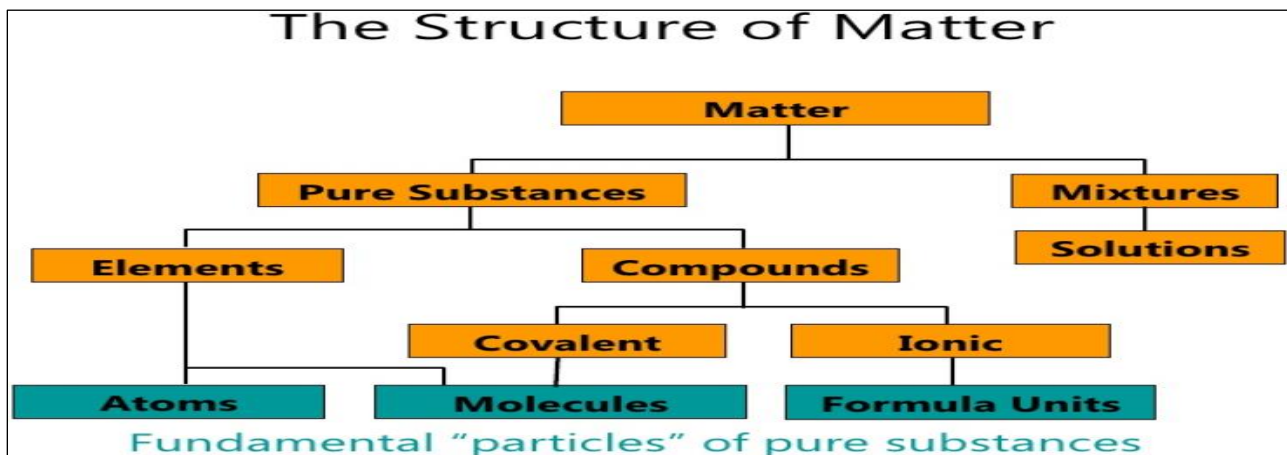 The Structure of Matter
Matter
Pure Substances
Mixtures
Solutions
Elements
Compounds
Covalent
Ionic
Atoms
Molecules
Formula Units
Fundamental “particles” of pure substances